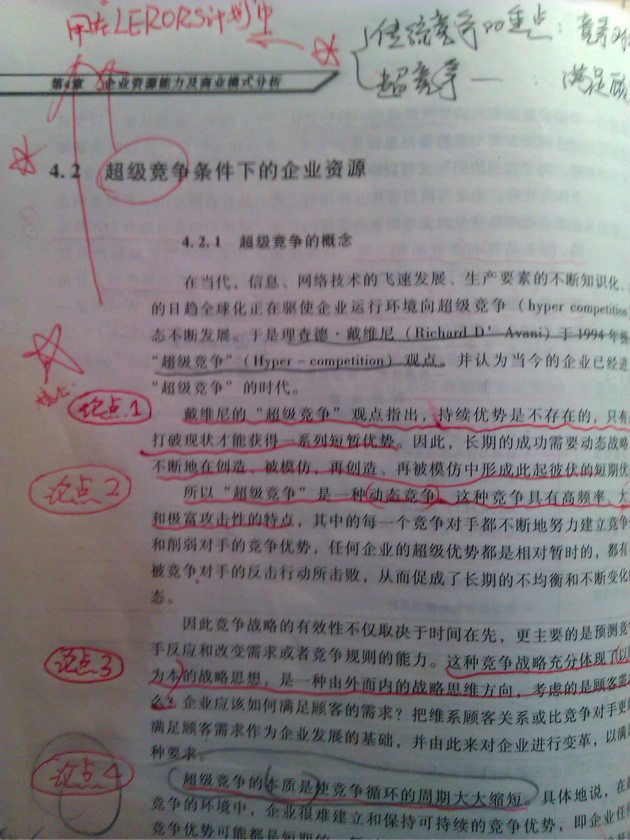 用在LERORS计划中
传统竞争的重点：竞争对
超竞争 — ：满足顾
第4章 企业资源能力及商业模式分析
4.2 超级竞争条件下的企业资源
4.2.1 超级竞争的概念
在当代，信息、网络技术的飞速发展、生产要素的不断知识化、
的日趋全球化正在驱使企业运行环境向超级竞争（hyper competition
态不断发展。于是理查德·戴维尼（Richard D' Avani）于1994年
“超级竞争”（Hyper-competition）观点。并认为当今的企业已经进
“超级竞争”的时代。
论点1
戴维尼的“超级竞争”观点指出，持续优势是不存在的，只有
打破现状才能获得一系列短暂优势。因此，长期的成功需要动态战略
不断地在创造、被模仿，再创造、再被模仿中形成此起彼伏的短期优
论点2
所以“超级竞争”是一种动态竞争。这种竞争具有高频率、大
和极富攻击性的特点，其中的每一个竞争对手都不断地努力建立竞争
和削弱对手的竞争优势，任何企业的超级优势都是相对暂时的，都有
被竞争对手的反击行动所击败，从而促成了长期的不均衡和不断变化
态。
因此竞争战略的有效性不仅取决于时间在先，更主要的是预测竞
手反应和改变需求或者竞争规则的能力。这种竞争战略充分体现了以
论点3
为本的战略思想，是一种由外而内的战略思维方向，考虑的是顾客需
么？企业应该如何满足顾客的需求？把维系顾客关系或比竞争对手更
满足顾客需求作为企业发展的基础，并由此来对企业进行变革，以满
种要求。
论点4
超级竞争的本质是使竞争循环的周期大大缩短。具体地说，在
竞争的环境中，企业很难建立和保持可持续的竞争优势，即企业任
竞争优势可能都是短期的